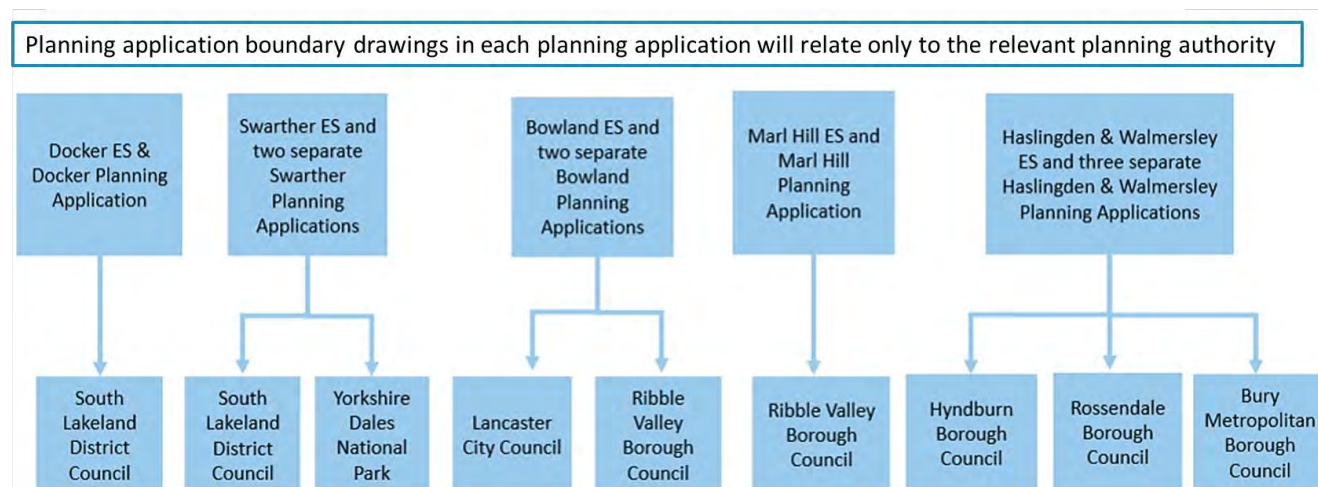 Planning application boundary drawings in each planning application will relate only to the relevant planning authority
Docker ES &
Docker Planning
Application
Swarther ES and
two separate
Swarther
Planning
Applications
Bowland ES and
two separate
Bowland
Planning
Applications
Marl Hill ES and
Marl Hill
Planning
Application
Haslingden & Walmersley
ES and three separate
Haslingden & Walmersley
Planning Applications
South
Lakeland
District
Council
South
Lakeland
District
Council
Yorkshire
Dales
National
Park
Lancaster
City Council
Ribble
Valley
Borough
Council
Ribble Valley
Borough
Council
Hyndburn
Borough
Council
Rossendale
Borough
Council
Bury
Metropolitan
Borough
Council